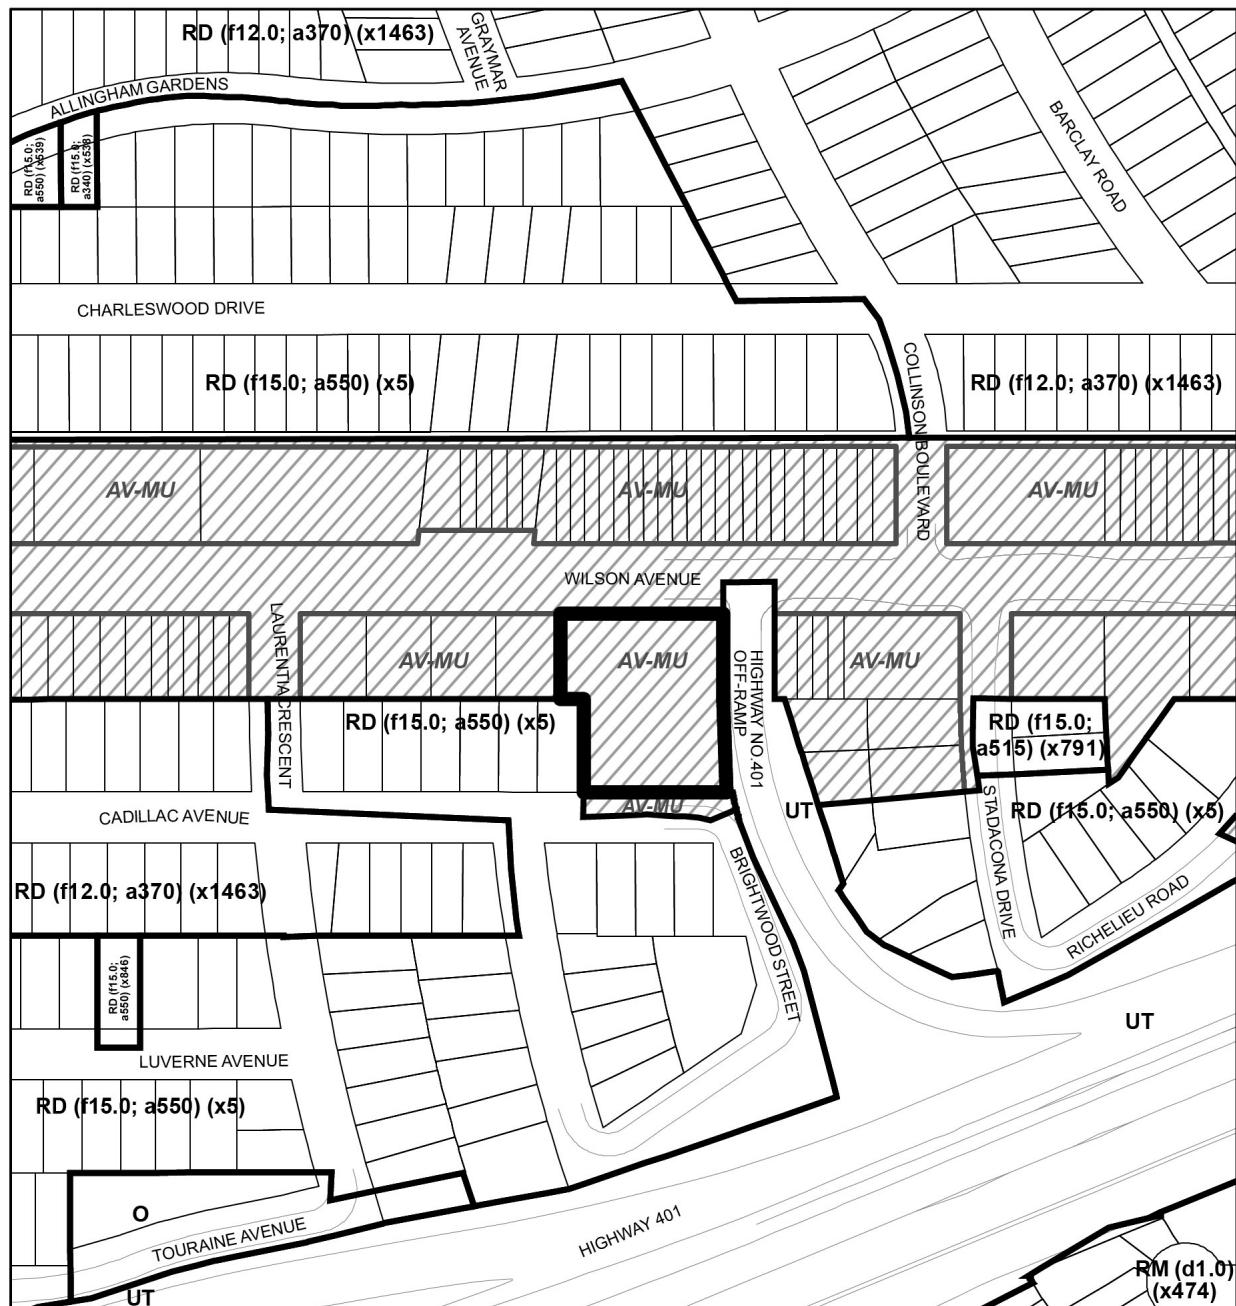 RD (f12.0; a370) (x1463)
GRAYMAR
AVENUE
ALLINGHAM GARDENS
BARCLAY ROAD
RD (f15.0;
a550) (x539)
RD (f15.0;
a340) (x538)
CHARLESWOOD DRIVE
RD (f15.0; a550) (x5)
COLLINSON BOULEVARD
RD (f12.0; a370) (x1463)
AV-MU
AV-MU
AV-MU
WILSON AVENUE
LAURENTIA CRESCENT
AV-MU
AV-MU
HIGHWAY NO.401
OFF-RAMP
AV-MU
RD (f15.0; a550) (x5)
RD (f15.0;
a515) (x791)
AV-MU
UT
CADILLAC AVENUE
STADACONA DRIVE
RD (f15.0; a550) (x5)
BRIGHTWOOD STREET
RD (f12.0; a370) (x1463)
RICHELIEU ROAD
RD (f15.0;
a550) (x846)
UT
LUVERNE AVENUE
RD (f15.0; a550) (x5)
O
TOURAINE AVENUE
HIGHWAY 401
UT
RM (d1.0)
(x474)